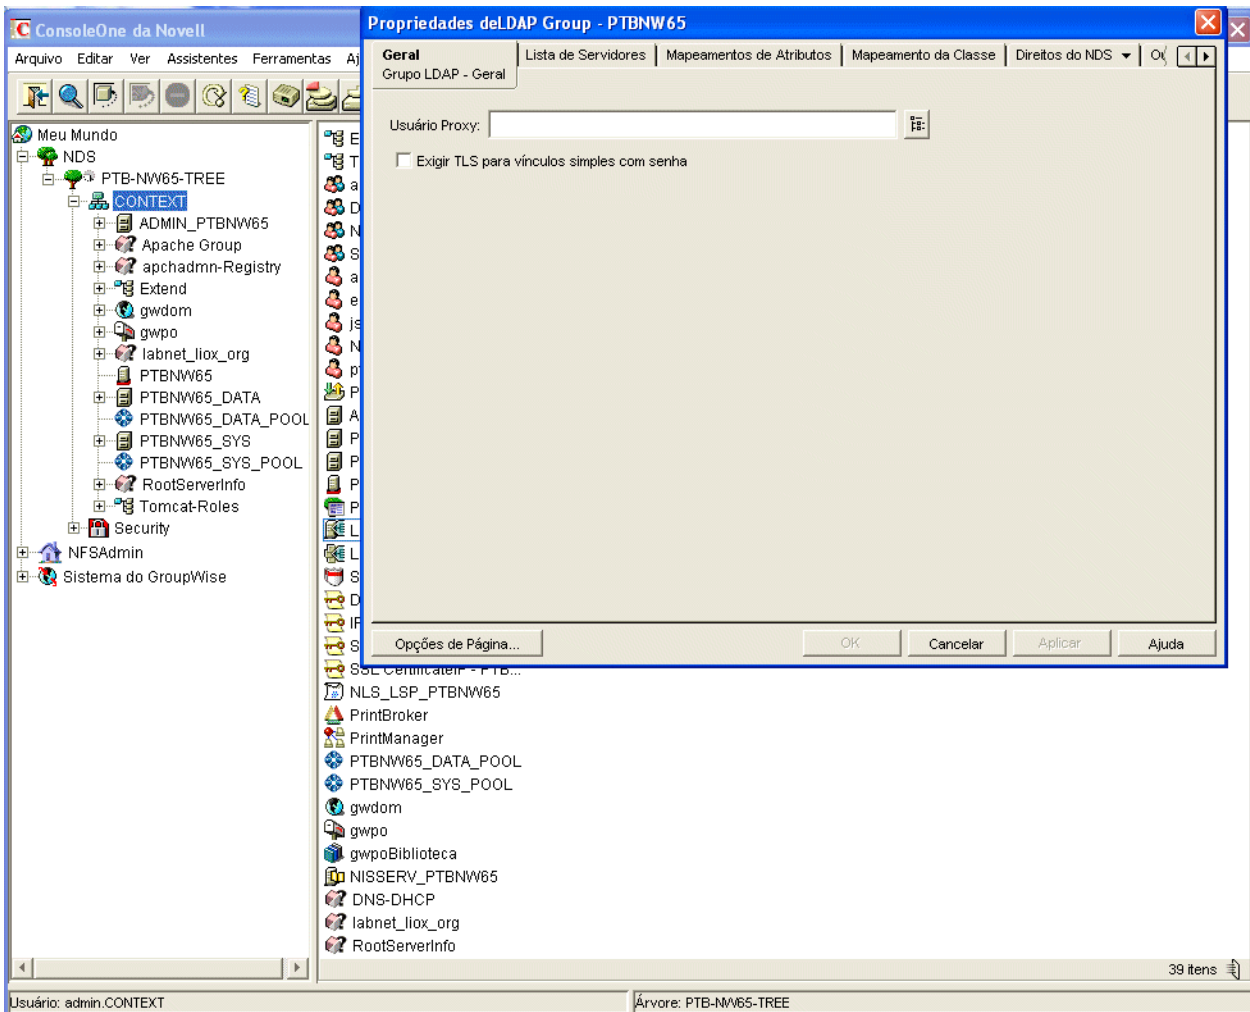 ConsoleOne da Novell
Arquivo Editar Ver Assistentes Ferramentas Aj
Meu Mundo
NDS
PTB-NW65-TREE
CONTEXT
ADMIN_PTBNW65
Apache Group
apchadmn-Registry
Extend
gwdom
gwpo
labnet_liox_org
PTBNW65
PTBNW65_DATA
PTBNW65_DATA_POOL
PTBNW65_SYS
PTBNW65_SYS_POOL
RootServerInfo
Tomcat-Roles
Security
NFSAdmin
Sistema do GroupWise
E
T
a
D
N
S
a
e
js
N
p
P
A
P
P
P
P
L
L
S
D
IF
S
SSL CertificateIP - PTB...
NLS_LSP_PTBNW65
PrintBroker
PrintManager
PTBNW65_DATA_POOL
PTBNW65_SYS_POOL
gwdom
gwpo
gwpoBiblioteca
NISSERV_PTBNW65
DNS-DHCP
labnet_liox_org
RootServerInfo
39 itens
Usuário: admin.CONTEXT
Árvore: PTB-NW65-TREE
Propriedades deLDAP Group - PTBNW65
Geral Lista de Servidores Mapeamentos de Atributos Mapeamento da Classe Direitos do NDS
Grupo LDAP - Geral
Usuário Proxy:
Exigir TLS para vínculos simples com senha
Opções de Página... OK Cancelar Aplicar Ajuda